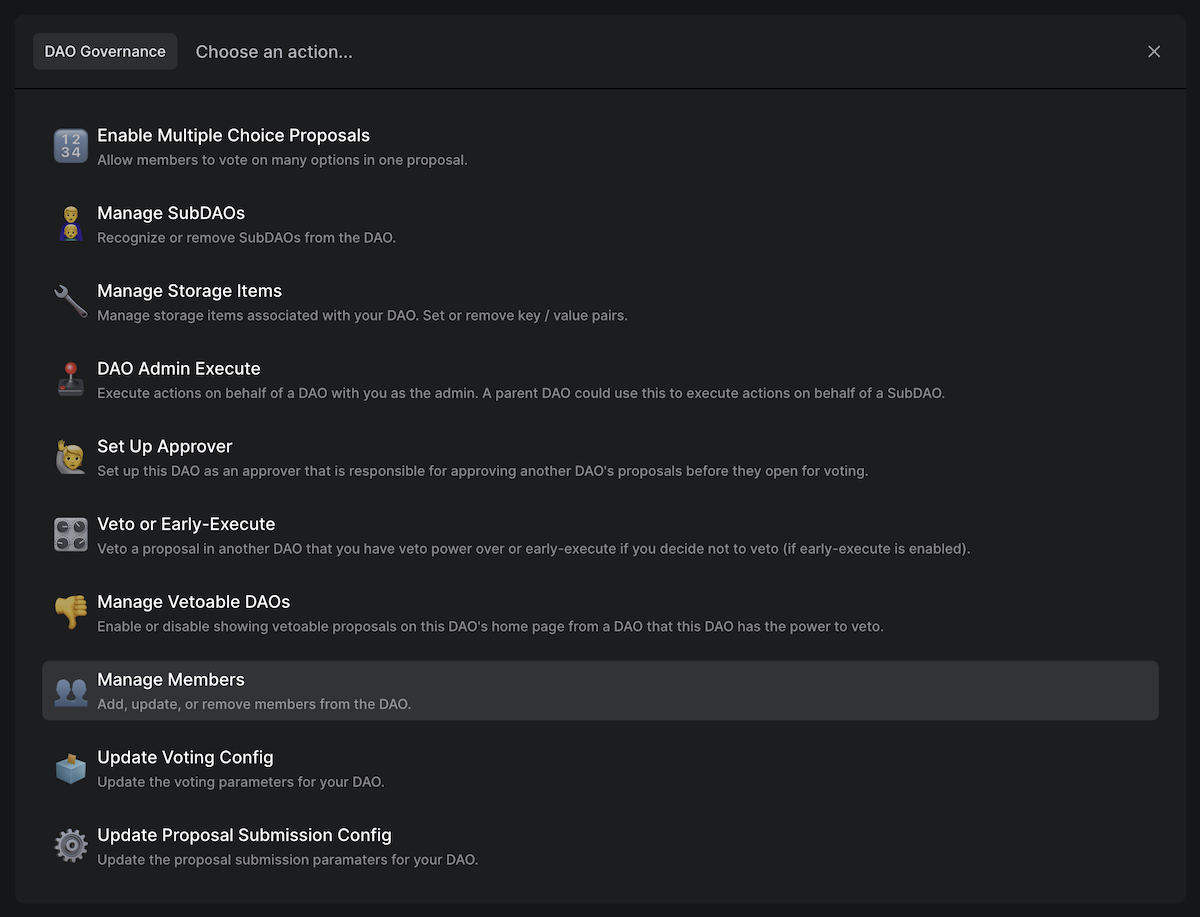 DAO Governance Choose an action...
1 2
3 4
Enable Multiple Choice Proposals
Allow members to vote on many options in one proposal.
Manage SubDAOs
Recognize or remove SubDAOs from the DAO.
Manage Storage Items
Manage storage items associated with your DAO. Set or remove key / value pairs.
DAO Admin Execute
Execute actions on behalf of a DAO with you as the admin. A parent DAO could use this to execute actions on behalf of a SubDAO.
Set Up Approver
Set up this DAO as an approver that is responsible for approving another DAO's proposals before they open for voting.
Veto or Early-Execute
Veto a proposal in another DAO that you have veto power over or early-execute if you decide not to veto (if early-execute is enabled).
Manage Vetoable DAOs
Enable or disable showing vetoable proposals on this DAO's home page from a DAO that this DAO has the power to veto.
Manage Members
Add, update, or remove members from the DAO.
Update Voting Config
Update the voting parameters for your DAO.
Update Proposal Submission Config
Update the proposal submission paramaters for your DAO.